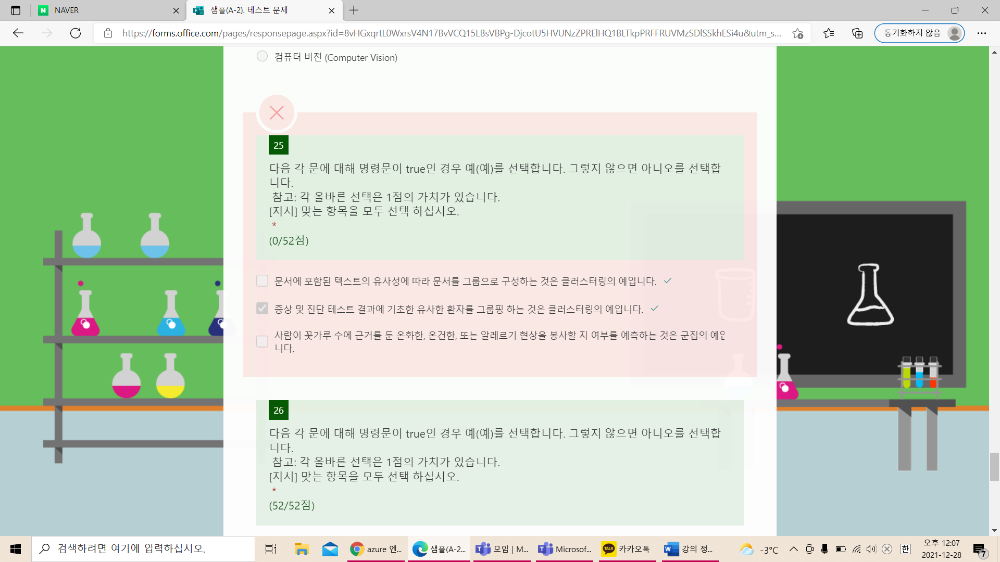 NAVER
샘플(A-2). 테스트 문제
https://forms.office.com/pages/responsepage.aspx?id=8vHGxqrtL0WxrsV4N17BvVCQ15LBsVBPg-DjcotU5HVUNzZPRElHQ1BLTkpPRFFRUVMzSDlSSkhESi4u&utm_s...
동기화하지 않음
컴퓨터 비전 (Computer Vision)
25
다음 각 문에 대해 명령문이 true인 경우 예(예)를 선택합니다. 그렇지 않으면 아니오를 선택합
니다.
참고: 각 올바른 선택은 1점의 가치가 있습니다.
[지시] 맞는 항목을 모두 선택 하십시오.
*
(0/52점)
문서에 포함된 텍스트의 유사성에 따라 문서를 그룹으로 구성하는 것은 클러스터링의 예입니다.
증상 및 진단 테스트 결과에 기초한 유사한 환자를 그룹핑 하는 것은 클러스터링의 예입니다.
사람이 꽃가루 수에 근거를 둔 온화한, 온건한, 또는 알레르기 현상을 봉사할 지 여부를 예측하는 것은 군집의 예입
니다.
26
다음 각 문에 대해 명령문이 true인 경우 예(예)를 선택합니다. 그렇지 않으면 아니오를 선택합
니다.
참고: 각 올바른 선택은 1점의 가치가 있습니다.
[지시] 맞는 항목을 모두 선택 하십시오.
*
(52/52점)
검색하려면 여기에 입력하십시오.
azure 엔...
샘플(A-2...
모임 | M...
Microsof...
카카오톡
강의 정...
-3°C
한
오후 12:07
2021-12-28
7